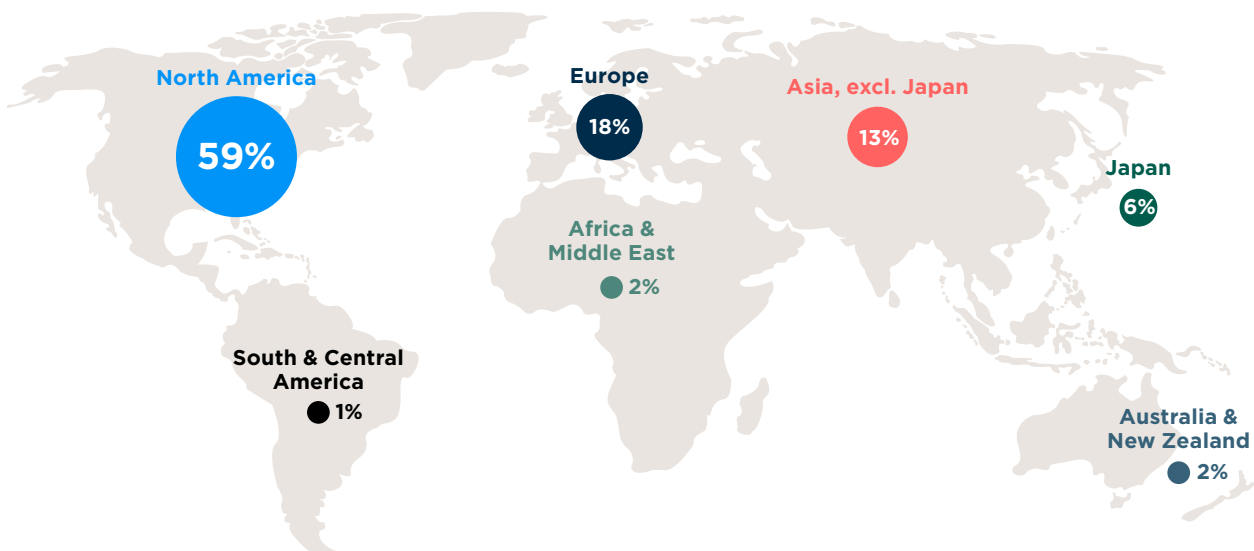 North America
59%
Europe
18%
Asia, excl. Japan
13%
Japan
6%
Africa &
Middle East
2%
South & Central
America
1%
Australia &
New Zealand
2%